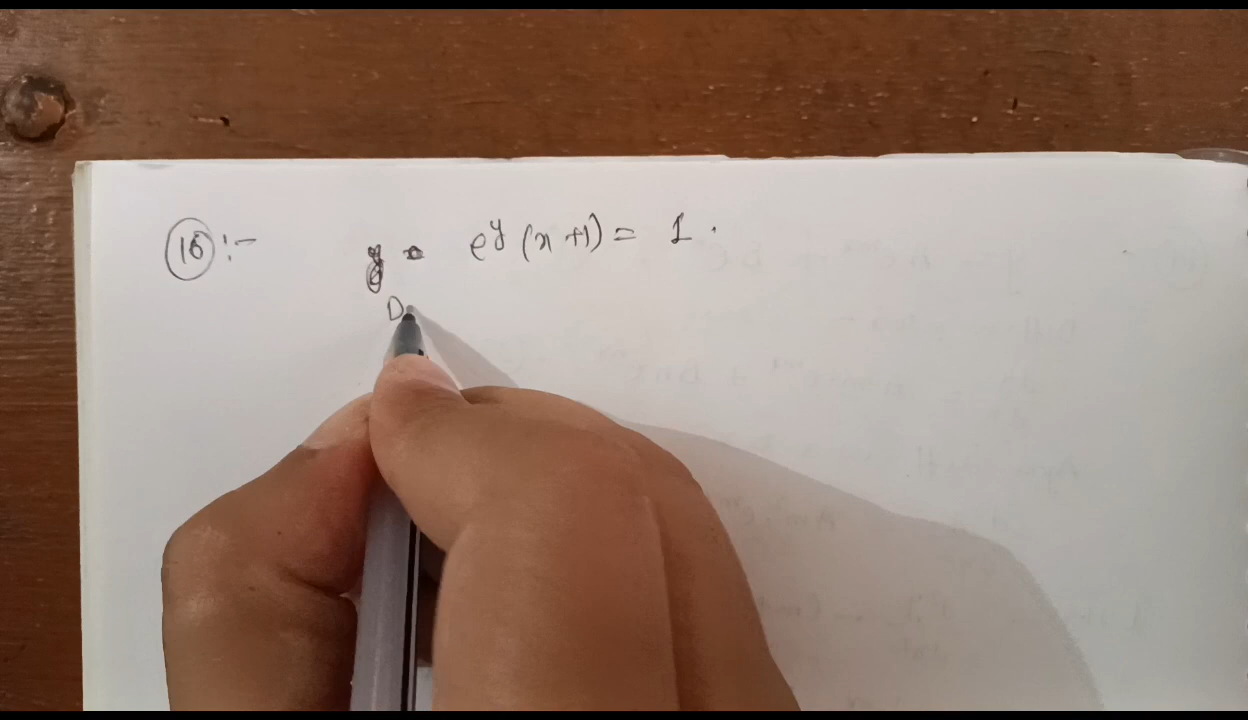 (16):- e^y (x+1) = 1.
D